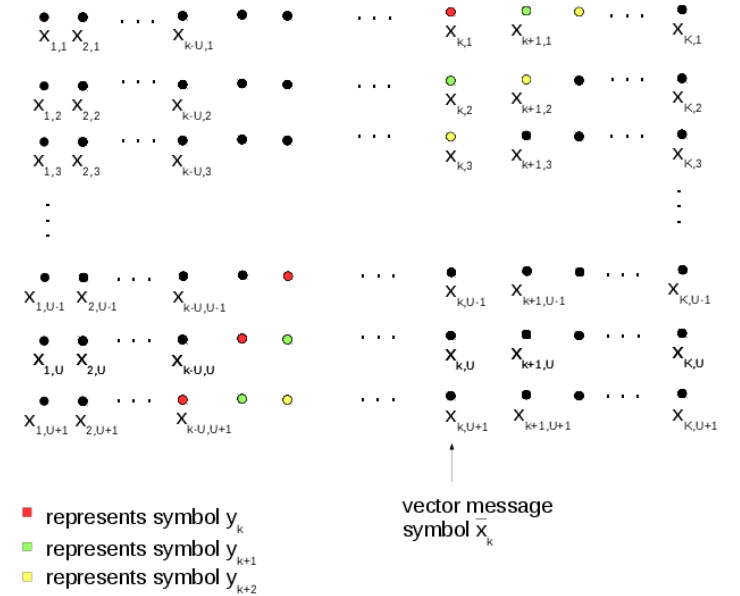 x1,1 x2,1 . . . xk-U,1 . . . xk,1 xk+1,1 . . . xK,1
x1,2 x2,2 . . . xk-U,2 . . . xk,2 xk+1,2 . . . xK,2
x1,3 x2,3 . . . xk-U,3 . . . xk,3 xk+1,3 . . . xK,3
x1,U-1 x2,U-1 . . . xk-U,U-1 . . . xk,U-1 xk+1,U-1 . . . xK,U-1
x1,U x2,U . . . xk-U,U . . . xk,U xk+1,U . . . xK,U
x1,U+1 x2,U+1 . . . xk-U,U+1 . . . xk,U+1 xk+1,U+1 . . . xK,U+1
vector message
symbol x̅k
represents symbol yk
represents symbol yk+1
represents symbol yk+2